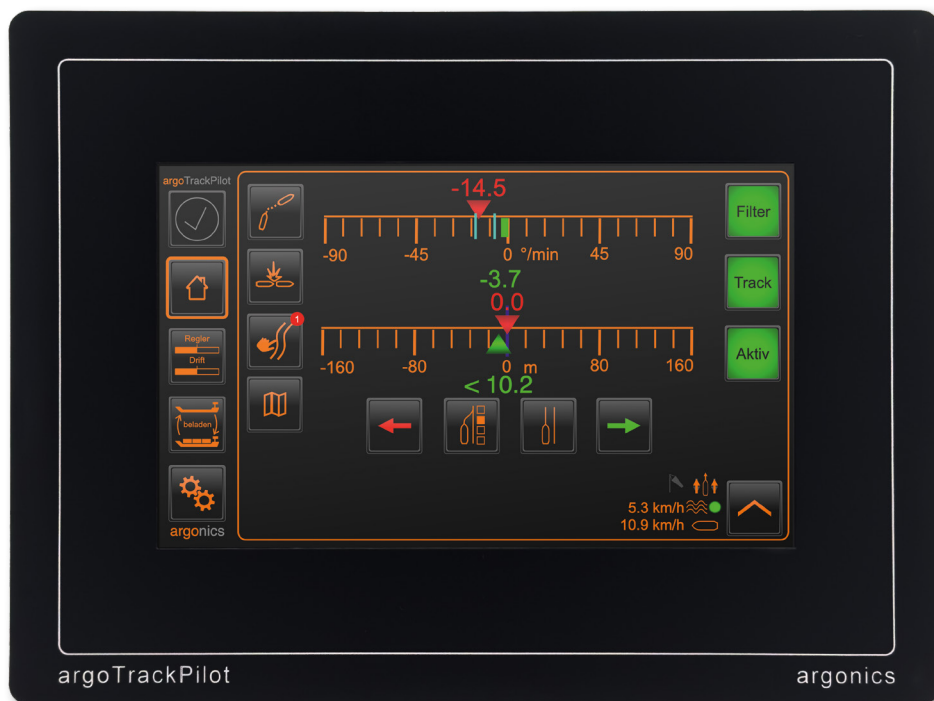 argoTrackPilot
Regler
Drift
beladen
argonics
1
-14.5
-90 -45 0 °/min 45 90
-3.7
0.0
-160 -80 0 m 80 160
< 10.2
5.3 km/h
10.9 km/h
Filter
Track
Aktiv
argoTrackPilot
argonics